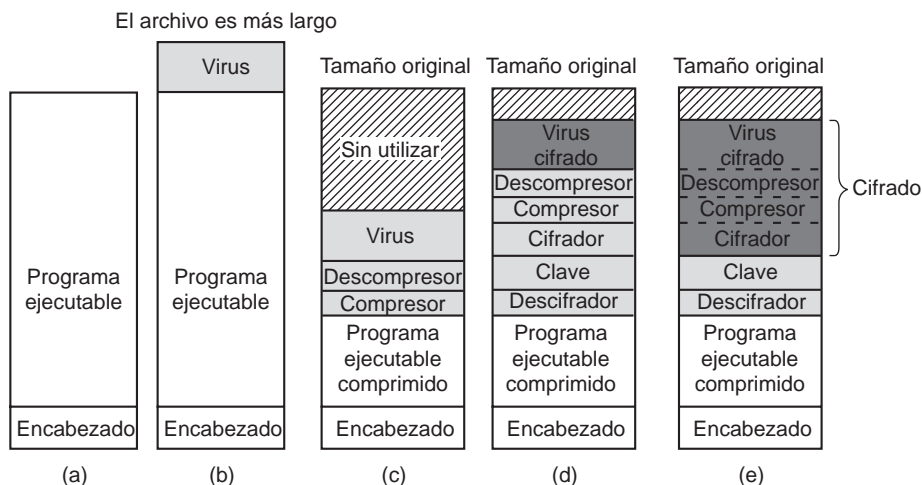 El archivo es más largo
Virus
Programa
ejecutable
Encabezado
(a)
Programa
ejecutable
Encabezado
(b)
Tamaño original
Sin utilizar
Virus
Descompresor
Compresor
Programa
ejecutable
comprimido
Encabezado
(c)
Tamaño original
Virus
cifrado
Descompresor
Compresor
Cifrador
Clave
Descifrador
Programa
ejecutable
comprimido
Encabezado
(d)
Tamaño original
Virus
cifrado
Descompresor
Compresor
Cifrador
Cifrado
Clave
Descifrador
Programa
ejecutable
comprimido
Encabezado
(e)